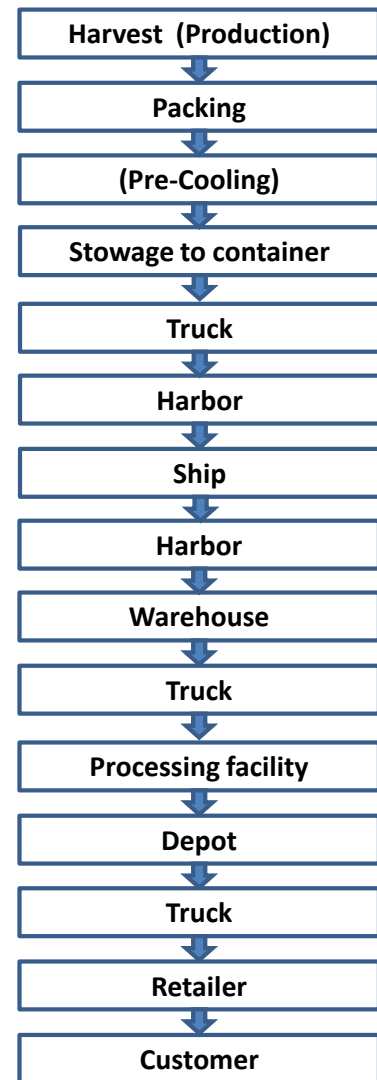 Harvest (Production)
Packing
(Pre-Cooling)
Stowage to container
Truck
Harbor
Ship
Harbor
Warehouse
Truck
Processing facility
Depot
Truck
Retailer
Customer